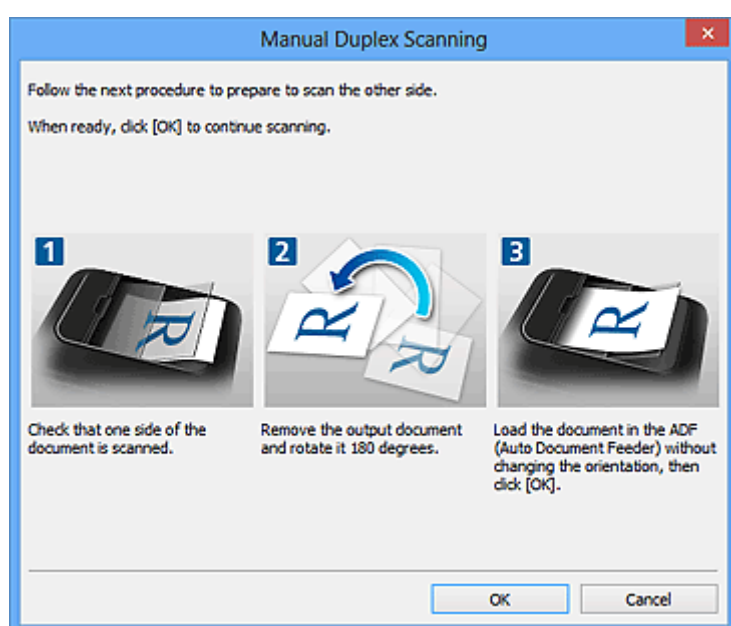 Manual Duplex Scanning
Follow the next procedure to prepare to scan the other side.
When ready, click [OK] to continue scanning.
1
R
2
R
R
3
R
Check that one side of the
document is scanned.
Remove the output document
and rotate it 180 degrees.
Load the document in the ADF
(Auto Document Feeder) without
changing the orientation, then
click [OK].
OK
Cancel